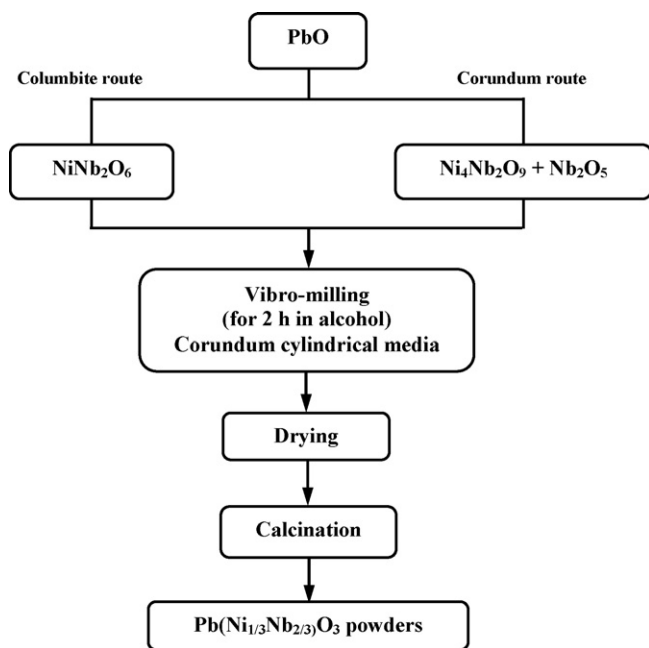 PbO
Columbite route
Corundum route
NiNb₂O₆
Ni₄Nb₂O₉ + Nb₂O₅
Vibro-milling
(for 2 h in alcohol)
Corundum cylindrical media
Drying
Calcination
Pb(Ni₁/₃Nb₂/₃)O₃ powders